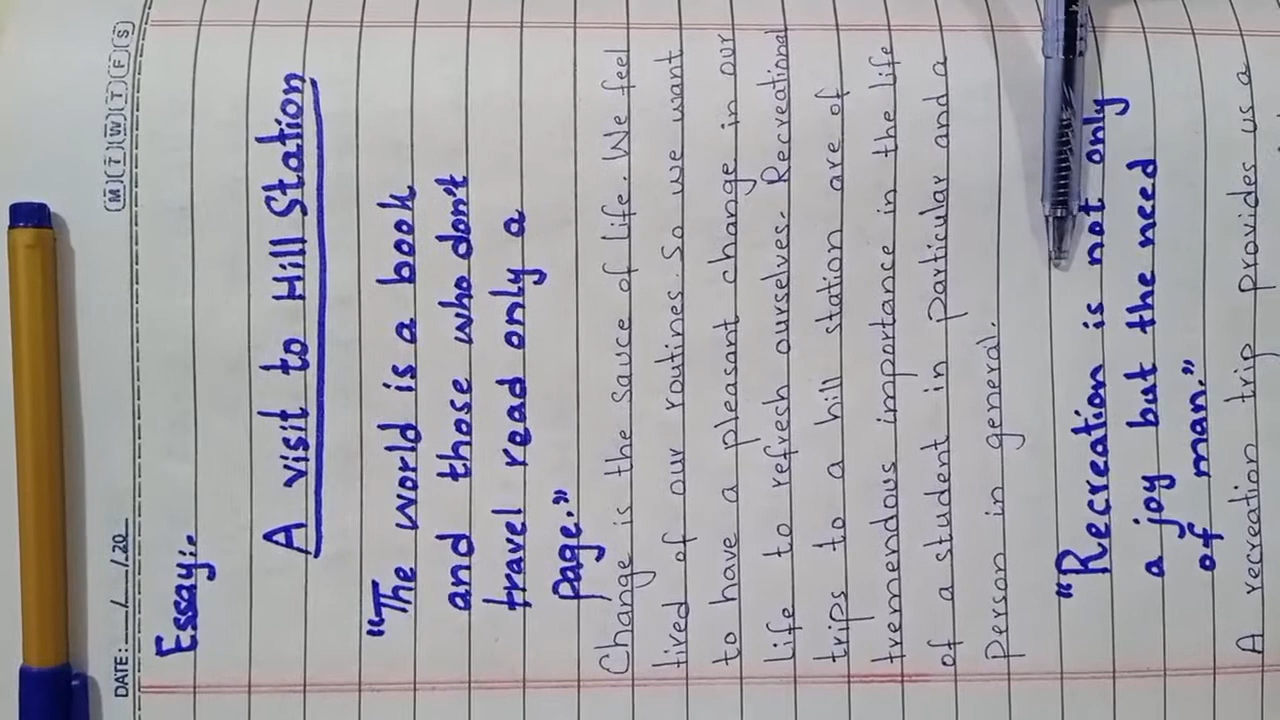 DATE: __/__/20__ M T W T F S
Essay:
A visit to Hill Station
"The world is a book
and those who don't
travel read only a
page."
Change is the sauce of life. We feel
tired of our routines. So we want
to have a pleasant change in our
life to refresh ourselves. Recreational
trips to a hill station are of
tremendous importance in the life
of a student in particular and a
Person in general.
"Recreation is not only
a joy but the need
of man."
A recreation trip provides us a